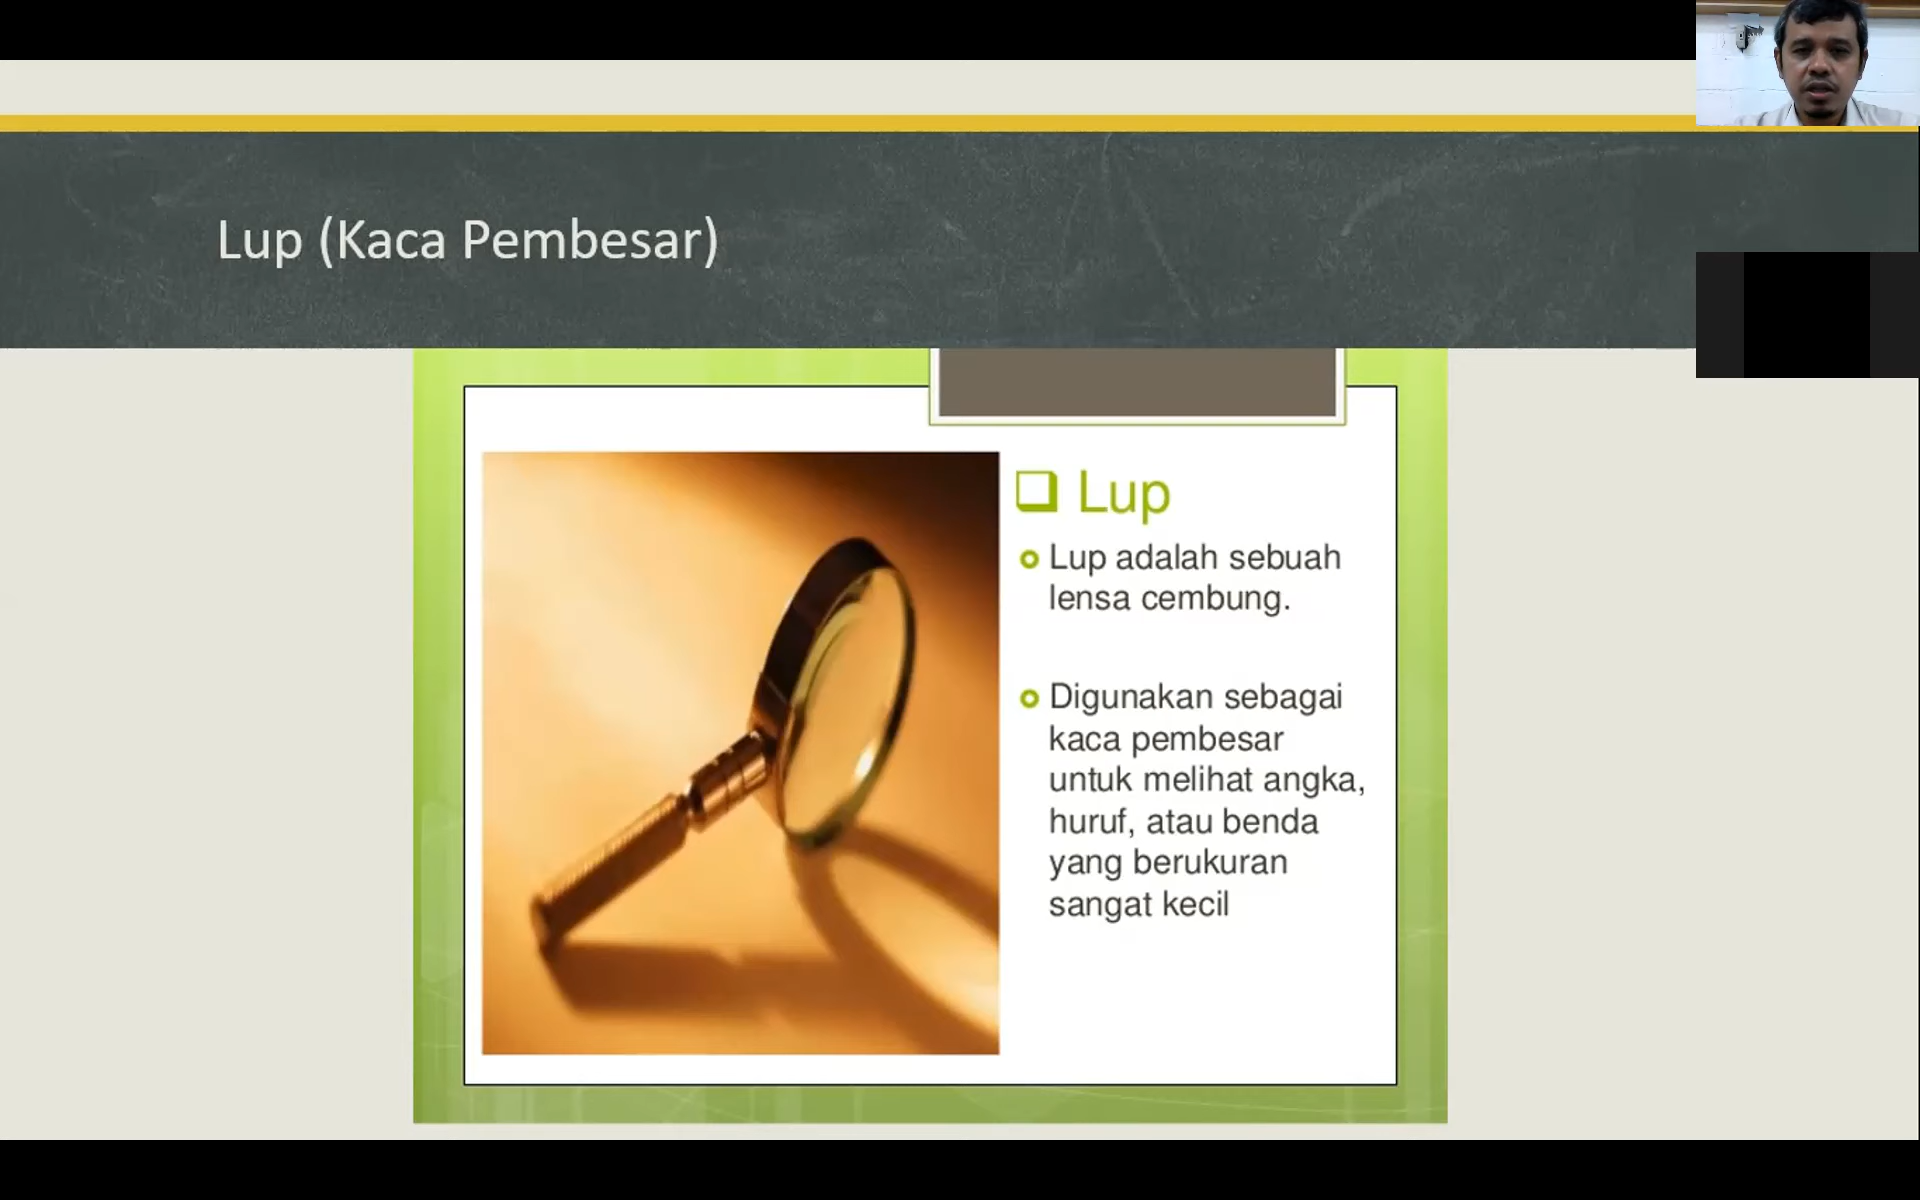 Lup (Kaca Pembesar)
Lup
Lup adalah sebuah
lensa cembung.
Digunakan sebagai
kaca pembesar
untuk melihat angka,
huruf, atau benda
yang berukuran
sangat kecil